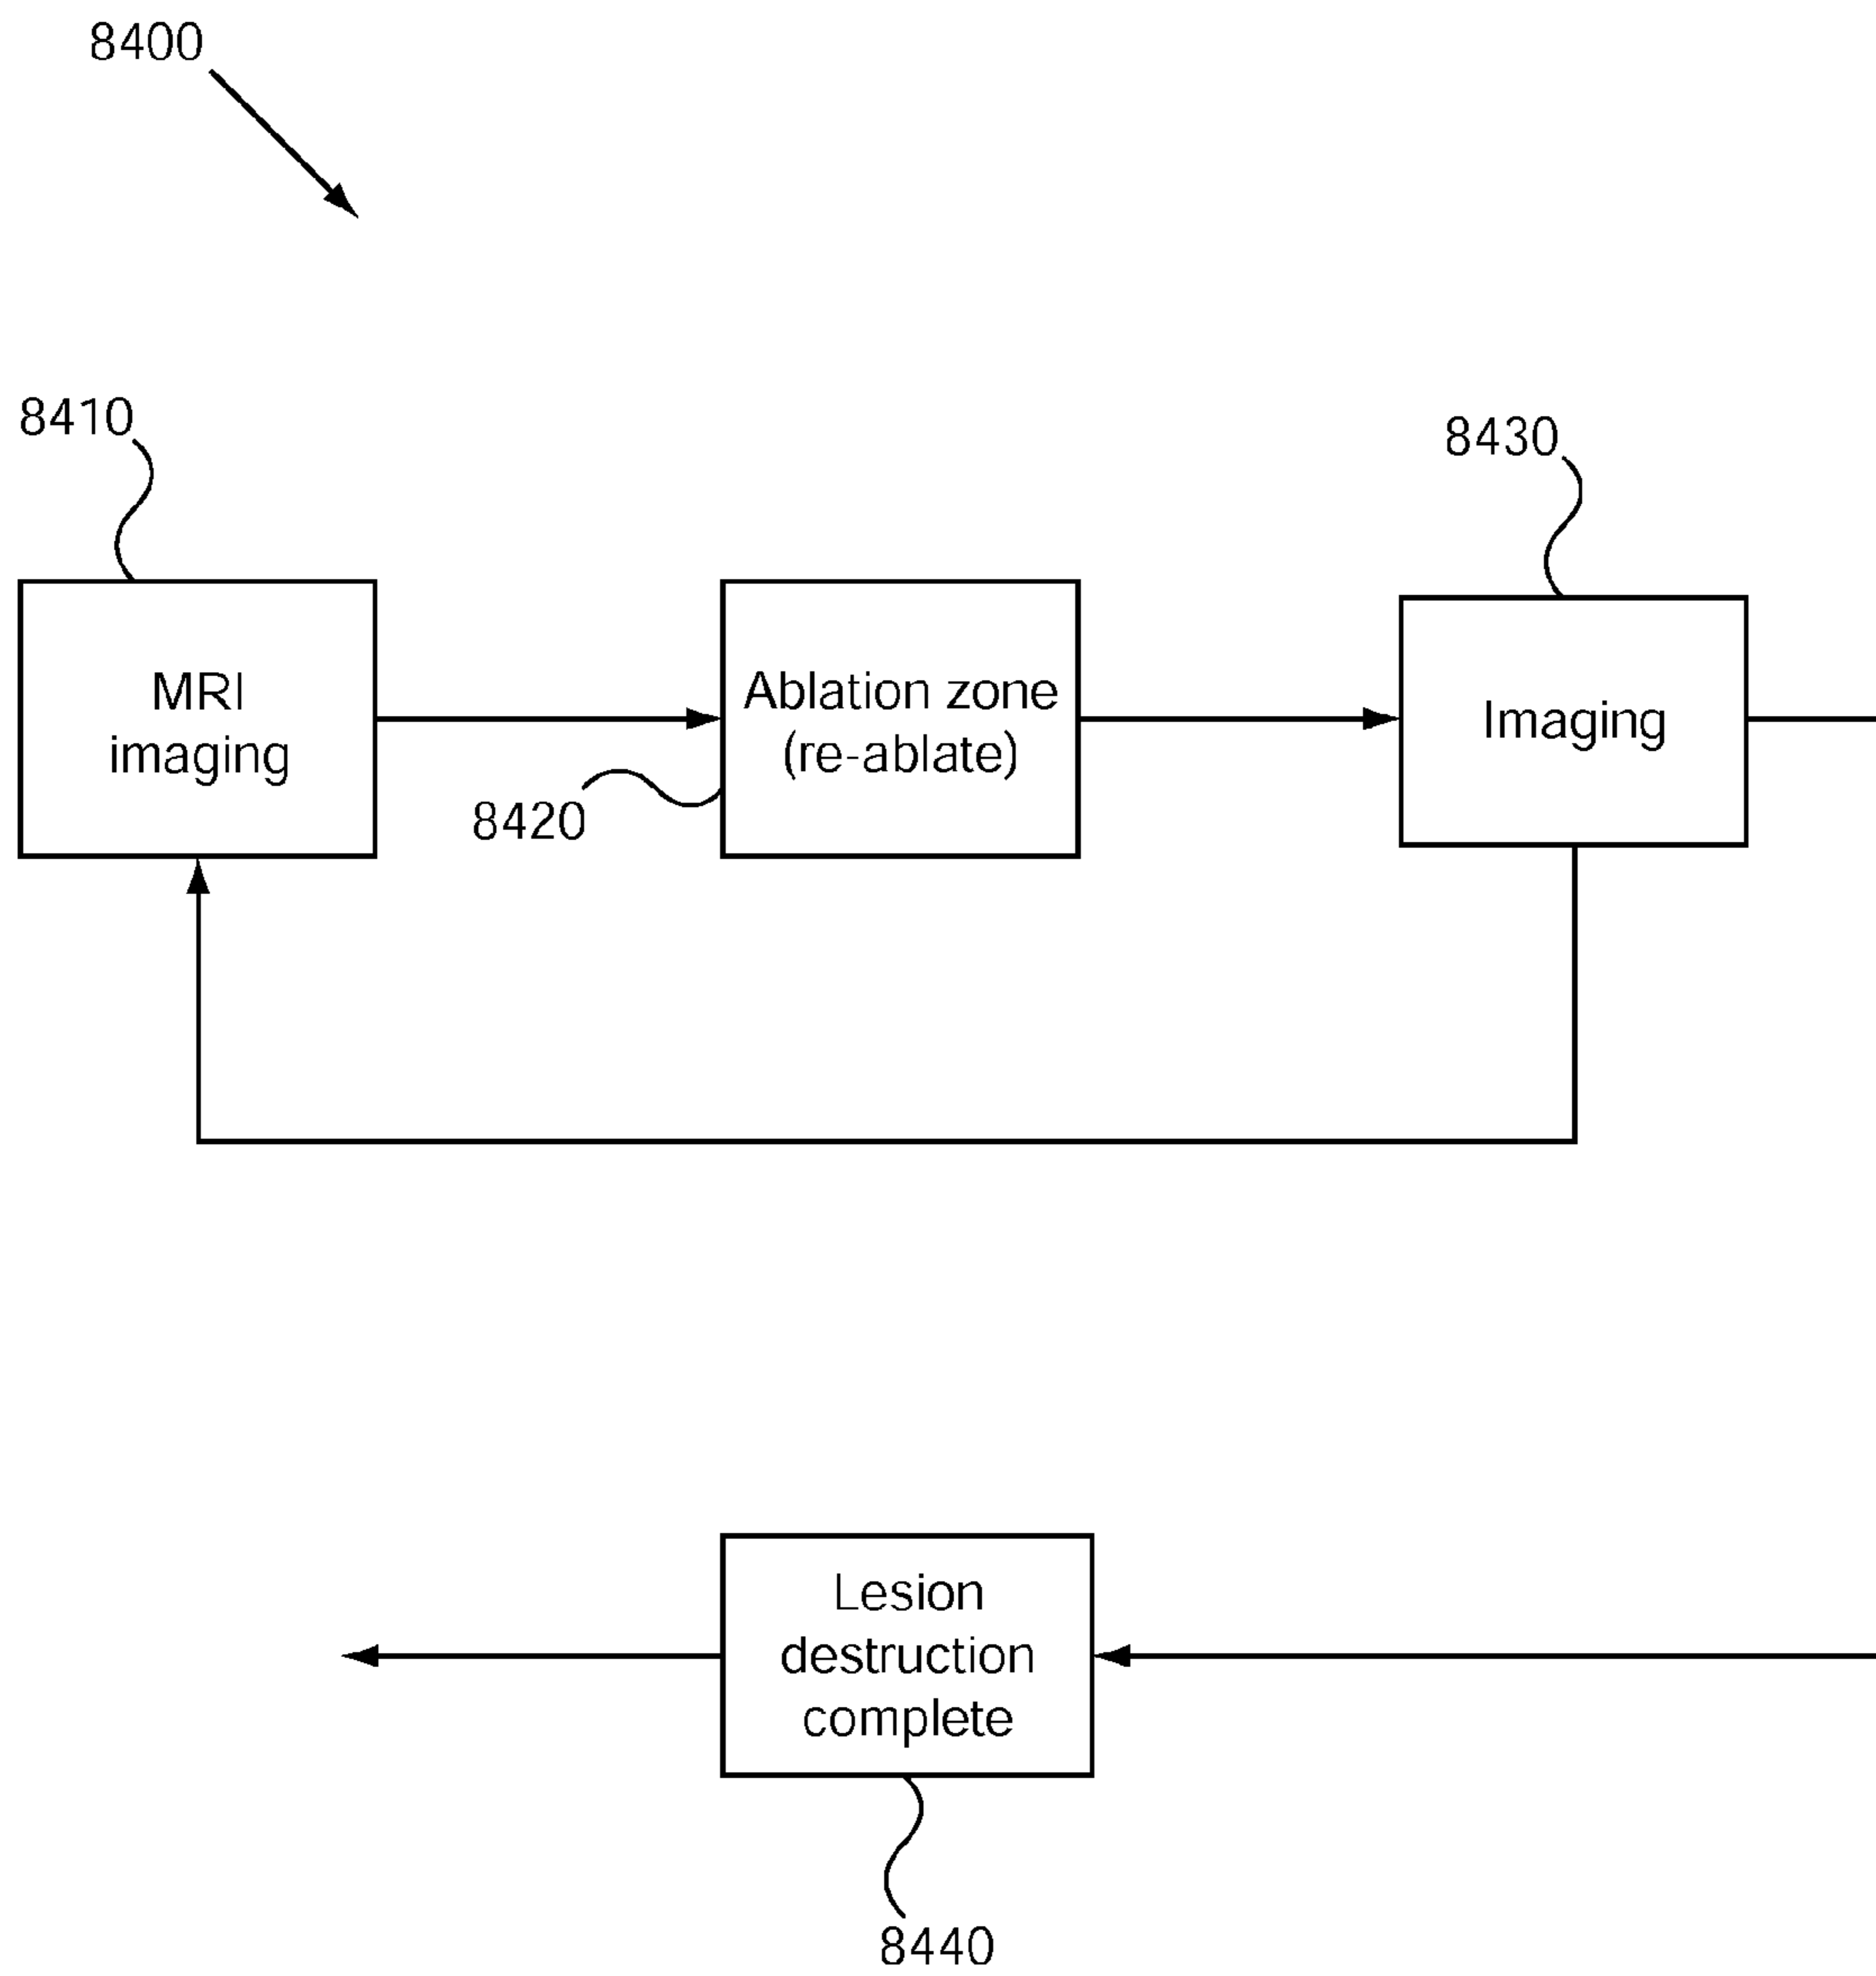 8400
8410
8430
MRI
imaging
Ablation zone
(re-ablate)
Imaging
8420
Lesion
destruction
complete
8440